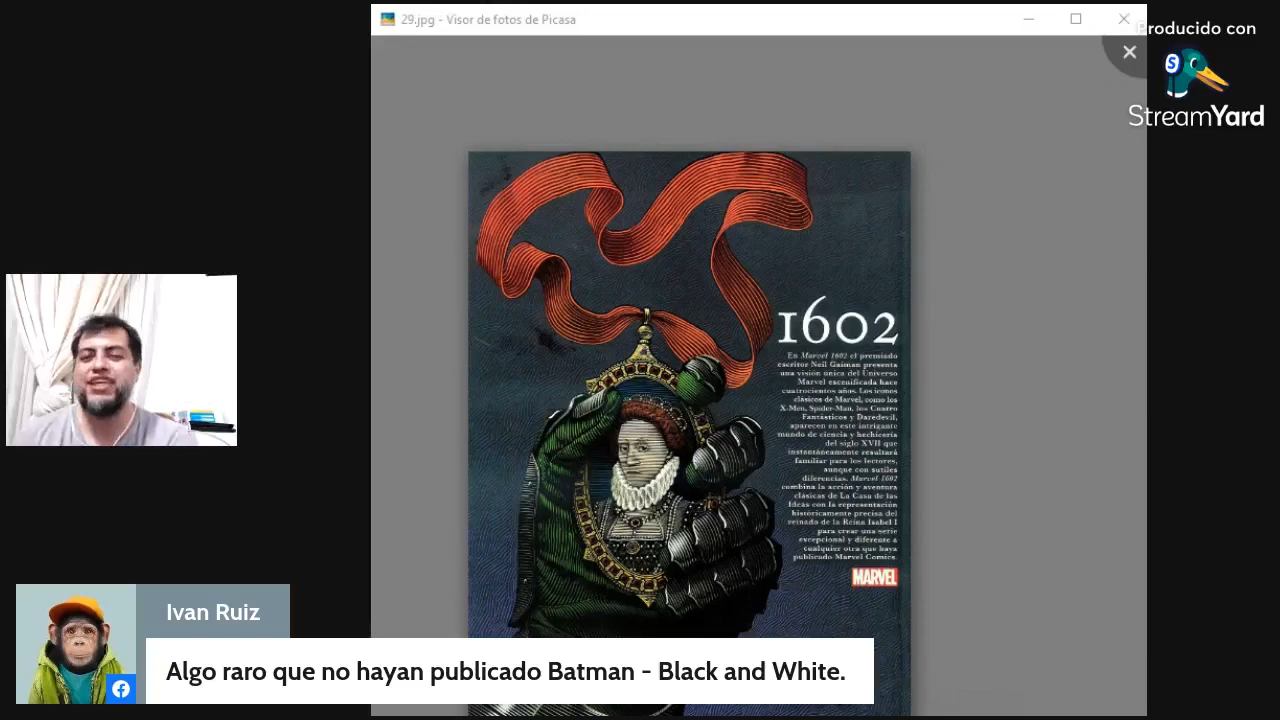 29.jpg - Visor de fotos de Picasa
Producido con
StreamYard
1602
En Marvel 1602 el premiado
escritor Neil Gaiman presenta
una visión única del Universo
Marvel escenificada hace
cuatrocientos años. Los iconos
clásicos de Marvel, como los
X-Men, Spider-Man, los Cuatro
Fantásticos y Daredevil,
aparecen en este intrigante
mundo de ciencia y hechicería
del siglo XVII que
instantáneamente resultará
familiar para los lectores,
aunque con sutiles
diferencias. Marvel 1602
combina la acción y aventura
clásicas de La Casa de las
Ideas con la representación
históricamente precisa del
reinado de la Reina Isabel I
para crear una serie
excepcional y diferente a
cualquier otra que haya
publicado Marvel Comics.
MARVEL
Ivan Ruiz
Algo raro que no hayan publicado Batman - Black and White.